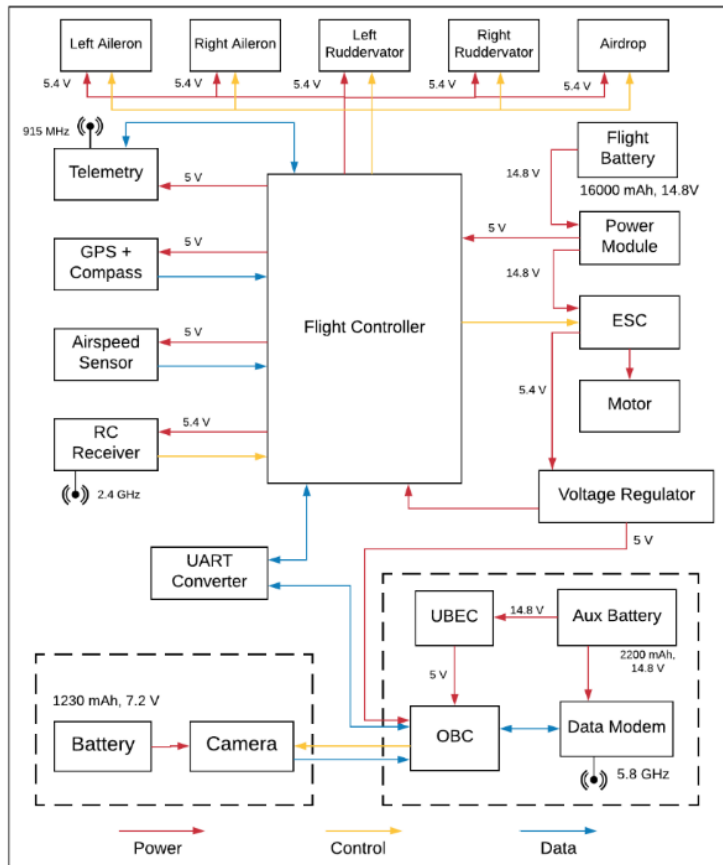 Left Aileron
Right Aileron
Left
Ruddervator
Right
Ruddervator
Airdrop
5.4 V
5.4 V
5.4 V
5.4 V
5.4 V
915 MHz
Telemetry
5 V
Flight
Battery
14.8 V
16000 mAh, 14.8V
GPS +
Compass
5 V
5 V
Power
Module
14.8 V
Flight Controller
ESC
Airspeed
Sensor
5 V
5.4 V
Motor
RC
Receiver
5.4 V
2.4 GHz
Voltage Regulator
5 V
UART
Converter
UBEC
14.8 V
Aux Battery
2200 mAh,
14.8 V
5 V
1230 mAh, 7.2 V
Battery
Camera
OBC
Data Modem
5.8 GHz
Power
Control
Data